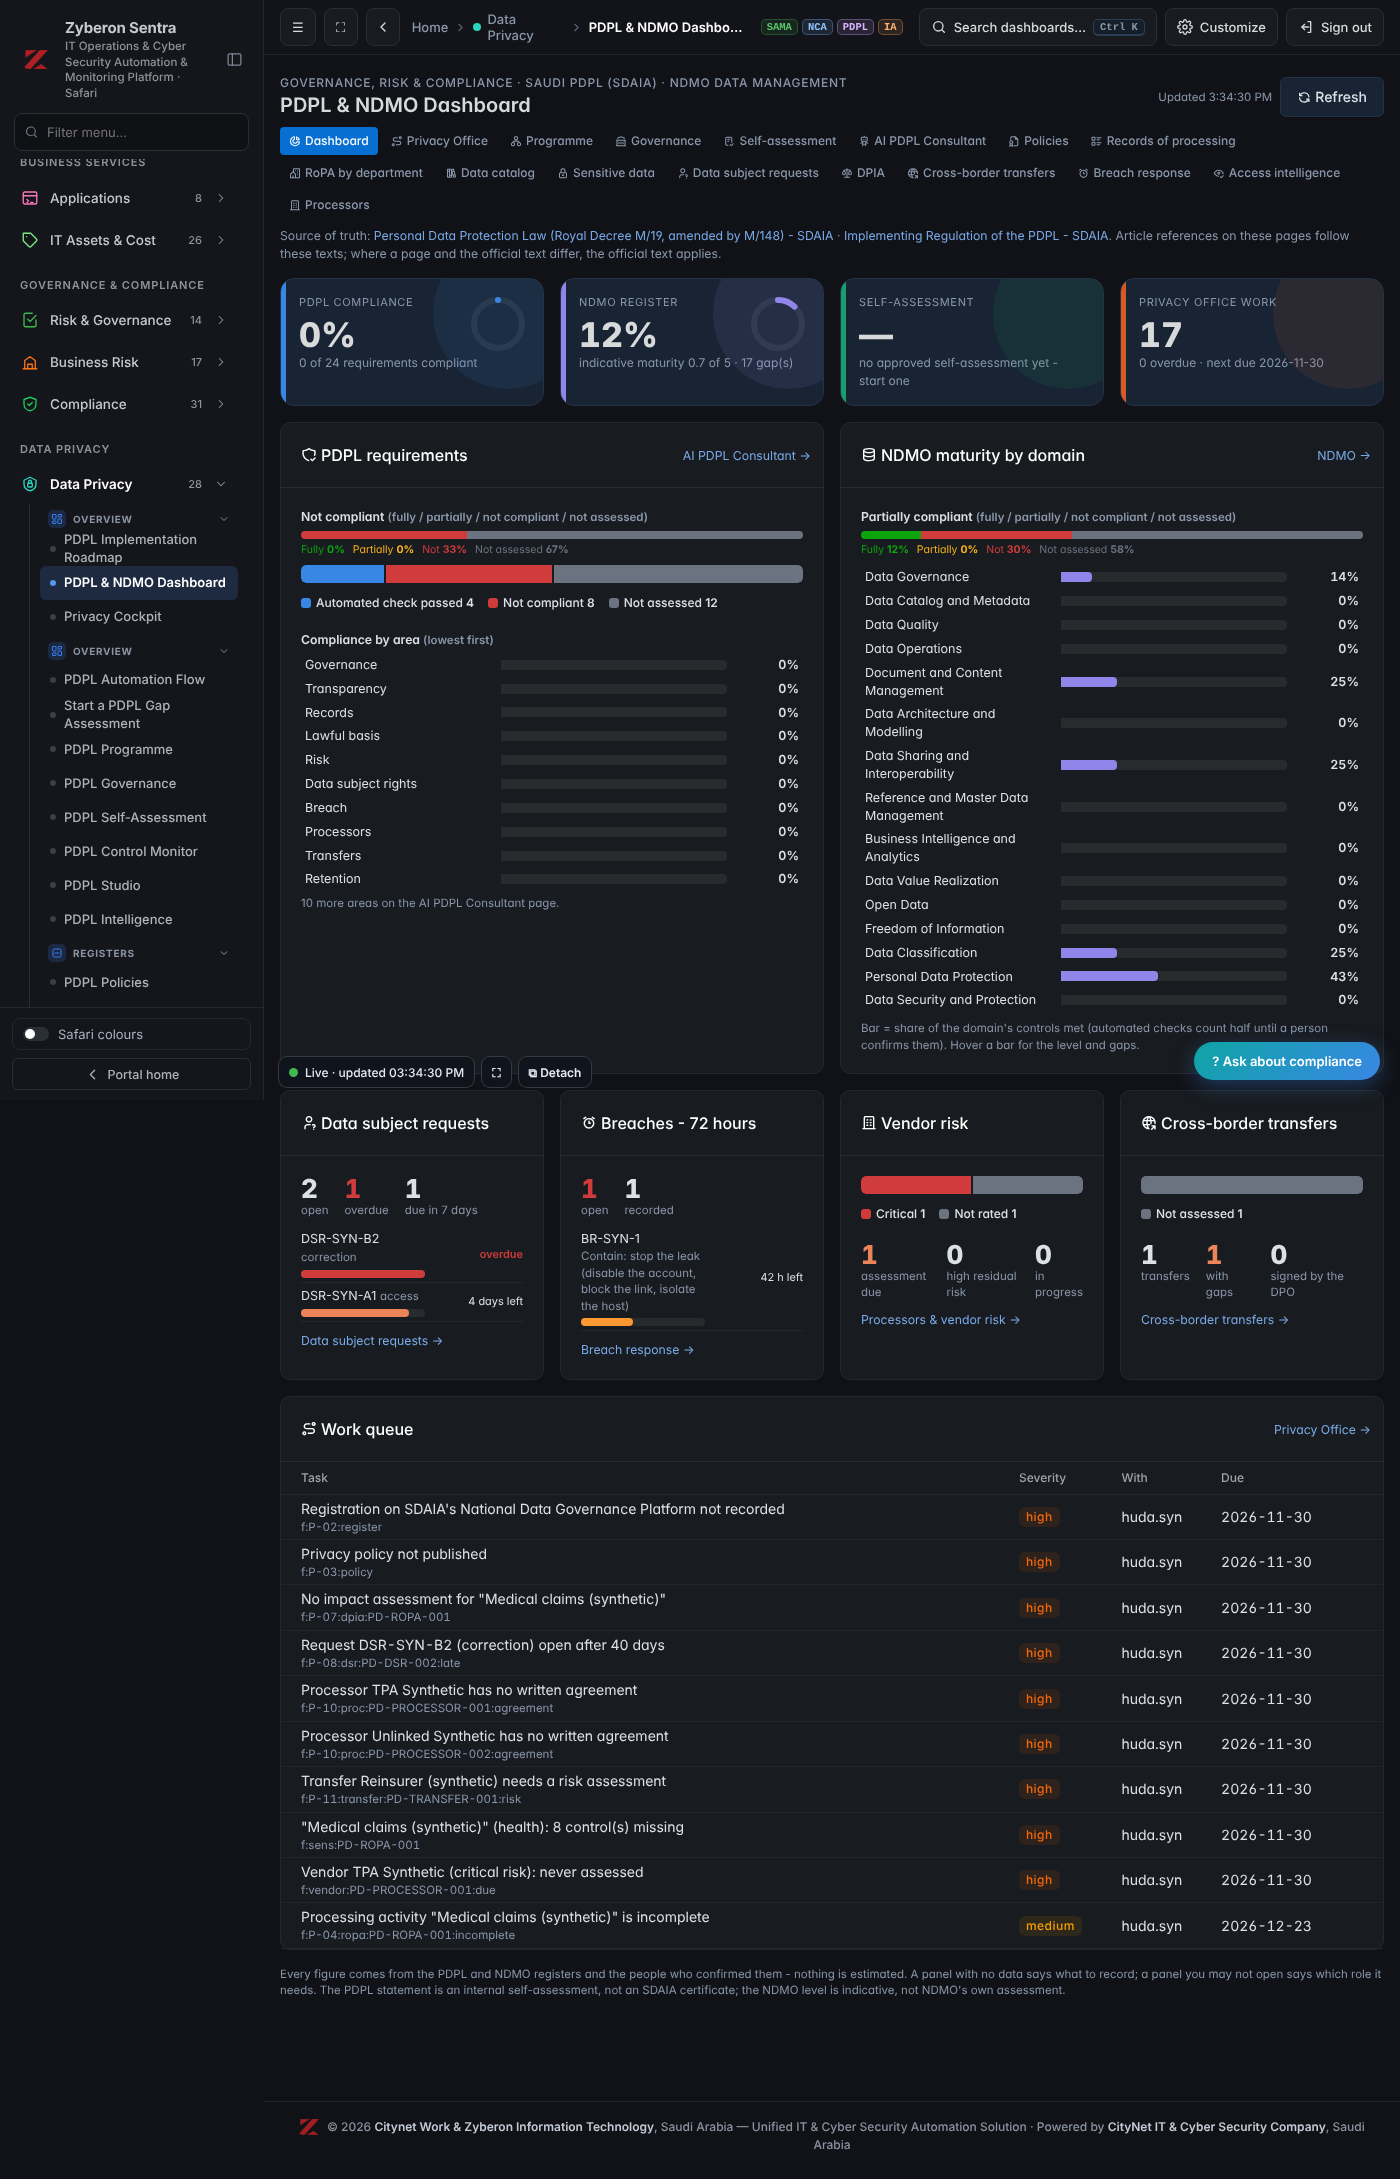 Zyberon Sentra
IT Operations & Cyber
Security Automation &
Monitoring Platform ·
Safari
Filter menu...
BUSINESS SERVICES
Applications 8
IT Assets & Cost 26
GOVERNANCE & COMPLIANCE
Risk & Governance 14
Business Risk 17
Compliance 31
DATA PRIVACY
Data Privacy 28
OVERVIEW
PDPL Implementation
Roadmap
PDPL & NDMO Dashboard
Privacy Cockpit
OVERVIEW
PDPL Automation Flow
Start a PDPL Gap
Assessment
PDPL Programme
PDPL Governance
PDPL Self-Assessment
PDPL Control Monitor
PDPL Studio
PDPL Intelligence
REGISTERS
PDPL Policies
Safari colours
Portal home
Home
Data
Privacy
PDPL & NDMO Dashbo...
SAMA NCA PDPL IA
Search dashboards... Ctrl K
Customize
Sign out
GOVERNANCE, RISK & COMPLIANCE · SAUDI PDPL (SDAIA) · NDMO DATA MANAGEMENT
PDPL & NDMO Dashboard
Updated 3:34:30 PM
Refresh
Dashboard Privacy Office Programme Governance Self-assessment AI PDPL Consultant Policies Records of processing
RoPA by department Data catalog Sensitive data Data subject requests DPIA Cross-border transfers Breach response Access intelligence
Processors
Source of truth: Personal Data Protection Law (Royal Decree M/19, amended by M/148) - SDAIA · Implementing Regulation of the PDPL - SDAIA. Article references on these pages follow
these texts; where a page and the official text differ, the official text applies.
PDPL COMPLIANCE
0%
0 of 24 requirements compliant
NDMO REGISTER
12%
indicative maturity 0.7 of 5 · 17 gap(s)
SELF-ASSESSMENT
—
no approved self-assessment yet -
start one
PRIVACY OFFICE WORK
17
0 overdue · next due 2026-11-30
PDPL requirements
AI PDPL Consultant →
Not compliant (fully / partially / not compliant / not assessed)
Fully 0% Partially 0% Not 33% Not assessed 67%
Automated check passed 4 Not compliant 8 Not assessed 12
Compliance by area (lowest first)
Governance 0%
Transparency 0%
Records 0%
Lawful basis 0%
Risk 0%
Data subject rights 0%
Breach 0%
Processors 0%
Transfers 0%
Retention 0%
10 more areas on the AI PDPL Consultant page.
NDMO maturity by domain
NDMO →
Partially compliant (fully / partially / not compliant / not assessed)
Fully 12% Partially 0% Not 30% Not assessed 58%
Data Governance 14%
Data Catalog and Metadata 0%
Data Quality 0%
Data Operations 0%
Document and Content
Management 25%
Data Architecture and
Modelling 0%
Data Sharing and
Interoperability 25%
Reference and Master Data
Management 0%
Business Intelligence and
Analytics 0%
Data Value Realization 0%
Open Data 0%
Freedom of Information 0%
Data Classification 25%
Personal Data Protection 43%
Data Security and Protection 0%
Bar = share of the domain's controls met (automated checks count half until a person
confirms them). Hover a bar for the level and gaps.
Live · updated 03:34:30 PM
Detach
? Ask about compliance
Data subject requests
2 1 1
open overdue due in 7 days
DSR-SYN-B2
correction
overdue
DSR-SYN-A1 access
4 days left
Data subject requests →
Breaches - 72 hours
1 1
open recorded
BR-SYN-1
Contain: stop the leak
(disable the account,
block the link, isolate
the host)
42 h left
Breach response →
Vendor risk
Critical 1 Not rated 1
1 0 0
assessment
due
high residual
risk
in
progress
Processors & vendor risk →
Cross-border transfers
Not assessed 1
1 1 0
transfers
with
gaps
signed by the
DPO
Cross-border transfers →
Work queue
Privacy Office →
Task Severity With Due
Registration on SDAIA's National Data Governance Platform not recorded
f:P-02:register
high huda.syn 2026-11-30
Privacy policy not published
f:P-03:policy
high huda.syn 2026-11-30
No impact assessment for "Medical claims (synthetic)"
f:P-07:dpia:PD-ROPA-001
high huda.syn 2026-11-30
Request DSR-SYN-B2 (correction) open after 40 days
f:P-08:dsr:PD-DSR-002:late
high huda.syn 2026-11-30
Processor TPA Synthetic has no written agreement
f:P-10:proc:PD-PROCESSOR-001:agreement
high huda.syn 2026-11-30
Processor Unlinked Synthetic has no written agreement
f:P-10:proc:PD-PROCESSOR-002:agreement
high huda.syn 2026-11-30
Transfer Reinsurer (synthetic) needs a risk assessment
f:P-11:transfer:PD-TRANSFER-001:risk
high huda.syn 2026-11-30
"Medical claims (synthetic)" (health): 8 control(s) missing
f:sens:PD-ROPA-001
high huda.syn 2026-11-30
Vendor TPA Synthetic (critical risk): never assessed
f:vendor:PD-PROCESSOR-001:due
high huda.syn 2026-11-30
Processing activity "Medical claims (synthetic)" is incomplete
f:P-04:ropa:PD-ROPA-001:incomplete
medium huda.syn 2026-12-23
Every figure comes from the PDPL and NDMO registers and the people who confirmed them - nothing is estimated. A panel with no data says what to record; a panel you may not open says which role it
needs. The PDPL statement is an internal self-assessment, not an SDAIA certificate; the NDMO level is indicative, not NDMO's own assessment.
© 2026 Citynet Work & Zyberon Information Technology, Saudi Arabia — Unified IT & Cyber Security Automation Solution · Powered by CityNet IT & Cyber Security Company, Saudi
Arabia